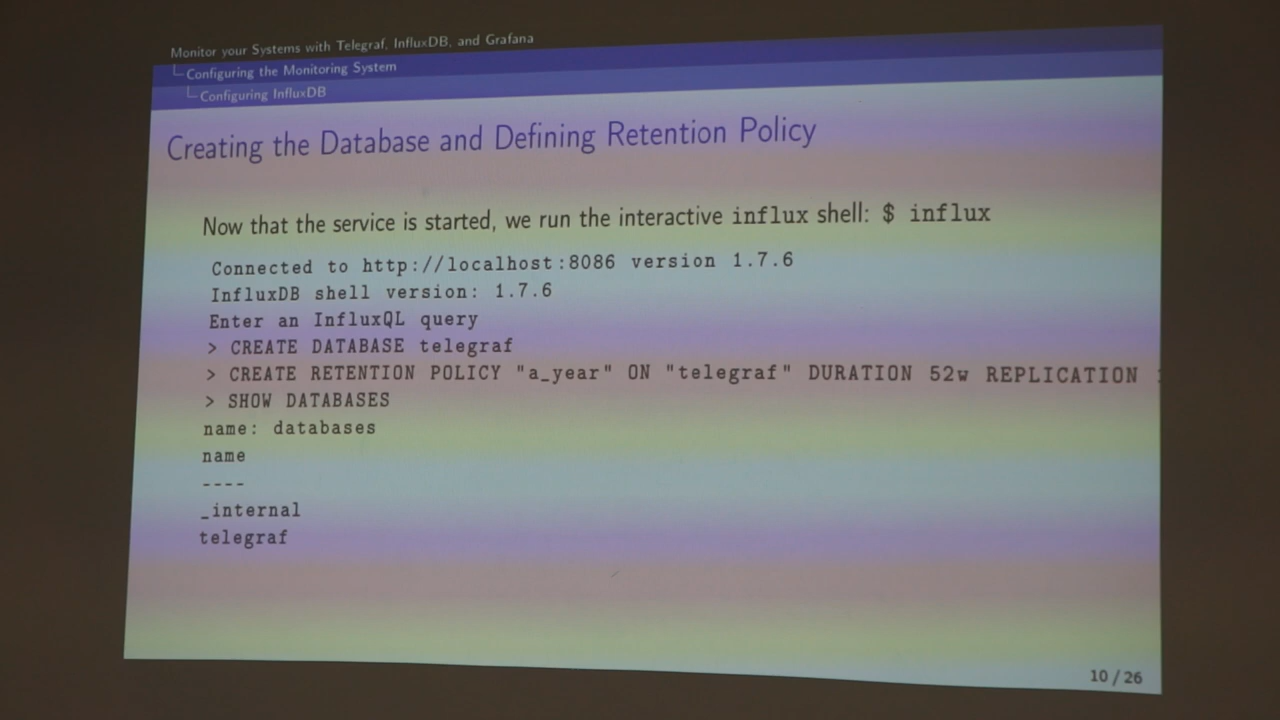 Monitor your Systems with Telegraf, InfluxDB, and Grafana
Configuring the Monitoring System
Configuring InfluxDB
Creating the Database and Defining Retention Policy
Now that the service is started, we run the interactive influx shell: $ influx
Connected to http://localhost:8086 version 1.7.6
InfluxDB shell version: 1.7.6
Enter an InfluxQL query
> CREATE DATABASE telegraf
> CREATE RETENTION POLICY "a_year" ON "telegraf" DURATION 52w REPLICATION
> SHOW DATABASES
name: databases
name
----
_internal
telegraf
10 / 26